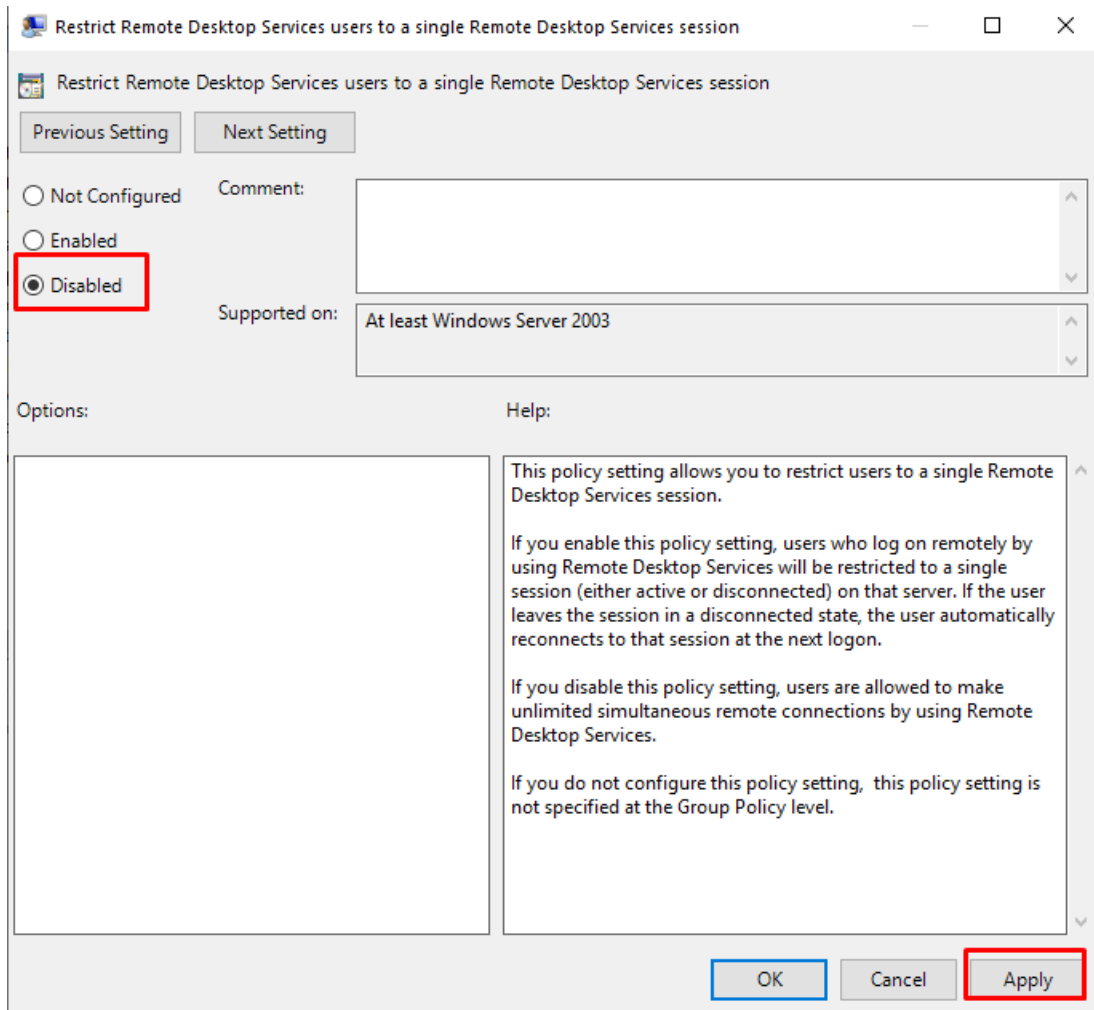 Restrict Remote Desktop Services users to a single Remote Desktop Services session
Restrict Remote Desktop Services users to a single Remote Desktop Services session
Previous Setting
Next Setting
Not Configured
Comment:
Enabled
Disabled
Supported on:
At least Windows Server 2003
Options:
Help:
This policy setting allows you to restrict users to a single Remote
Desktop Services session.
If you enable this policy setting, users who log on remotely by
using Remote Desktop Services will be restricted to a single
session (either active or disconnected) on that server. If the user
leaves the session in a disconnected state, the user automatically
reconnects to that session at the next logon.
If you disable this policy setting, users are allowed to make
unlimited simultaneous remote connections by using Remote
Desktop Services.
If you do not configure this policy setting,  this policy setting is
not specified at the Group Policy level.
OK
Cancel
Apply